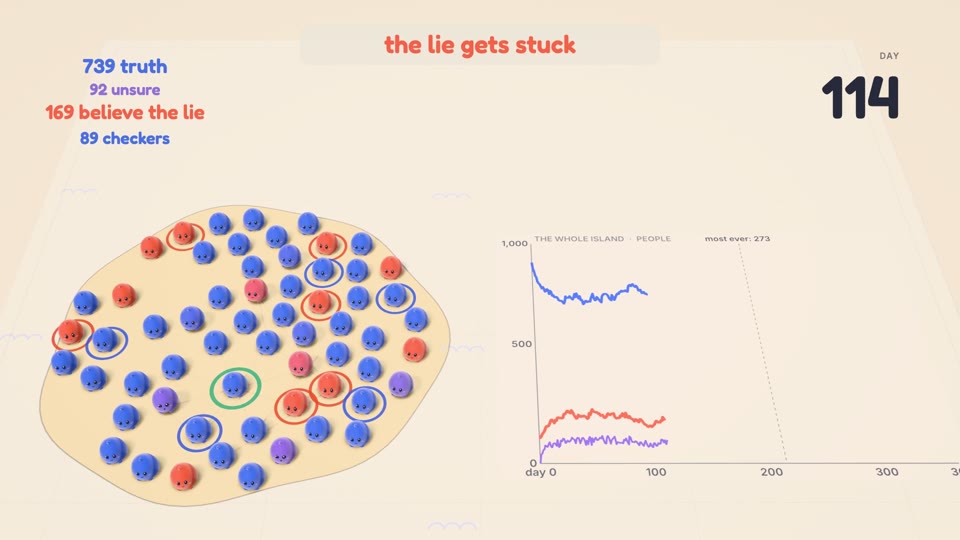 the lie gets stuck
739 truth
92 unsure
169 believe the lie
89 checkers
DAY
114
THE WHOLE ISLAND · PEOPLE
most ever: 273
1,000
500
0
day 0
100
200
300